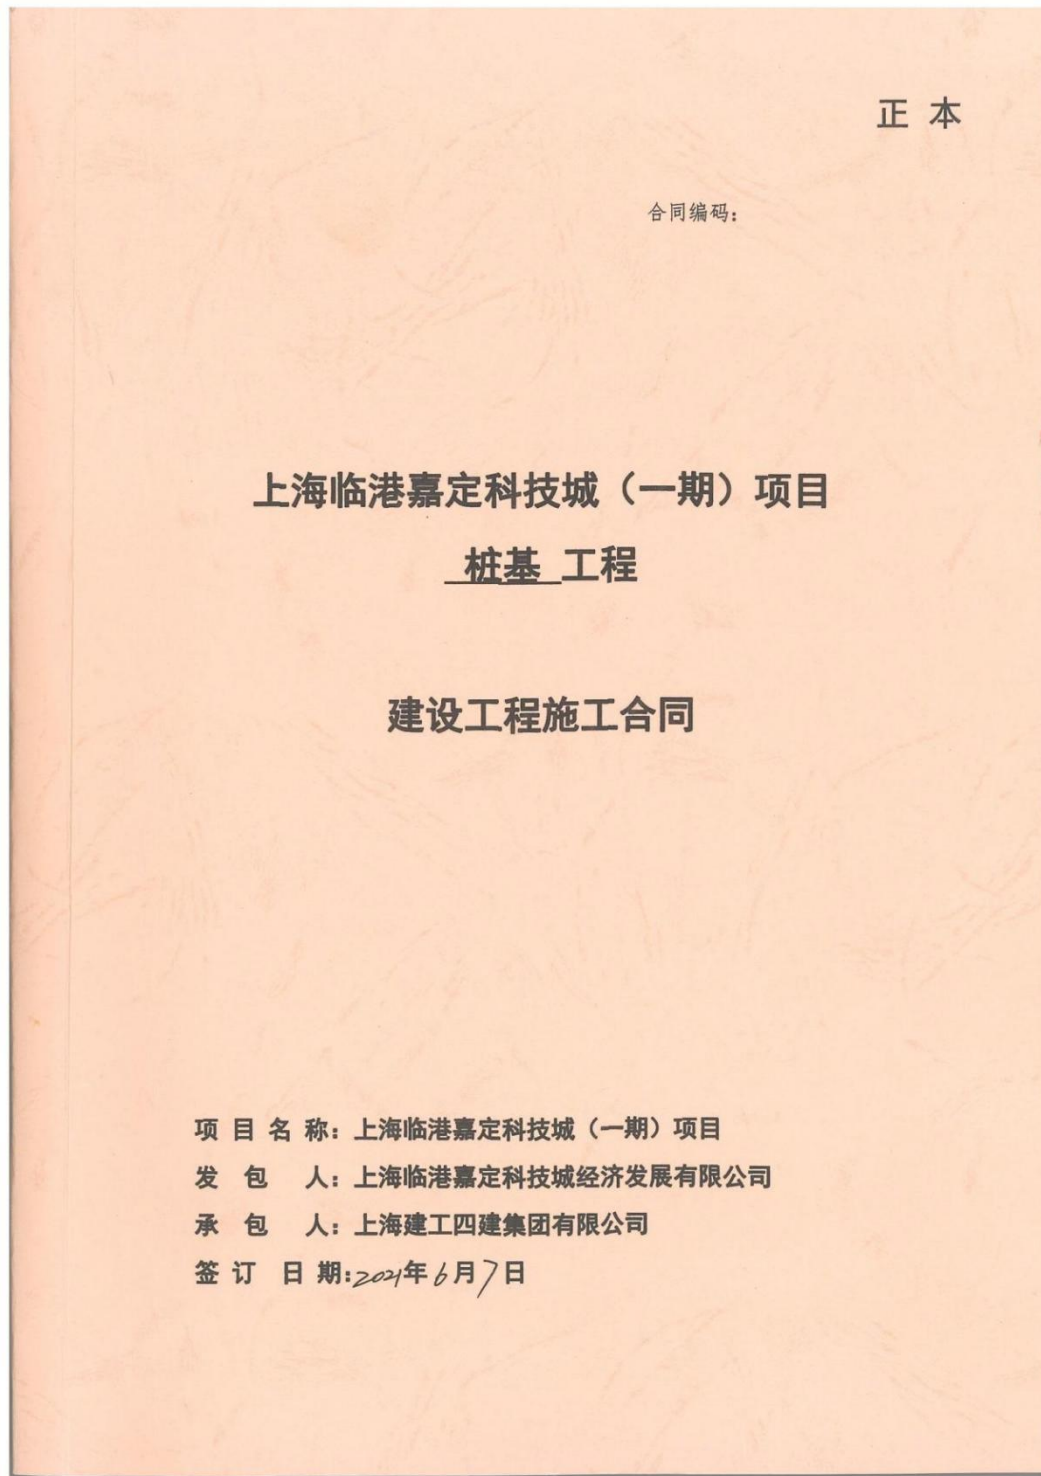 正 本
合同编码：
上海临港嘉定科技城（一期）项目
桩基 工程
建设工程施工合同
项 目 名 称：上海临港嘉定科技城（一期）项目
发 包 人：上海临港嘉定科技城经济发展有限公司
承 包 人：上海建工四建集团有限公司
签 订 日 期：2021年6月7日